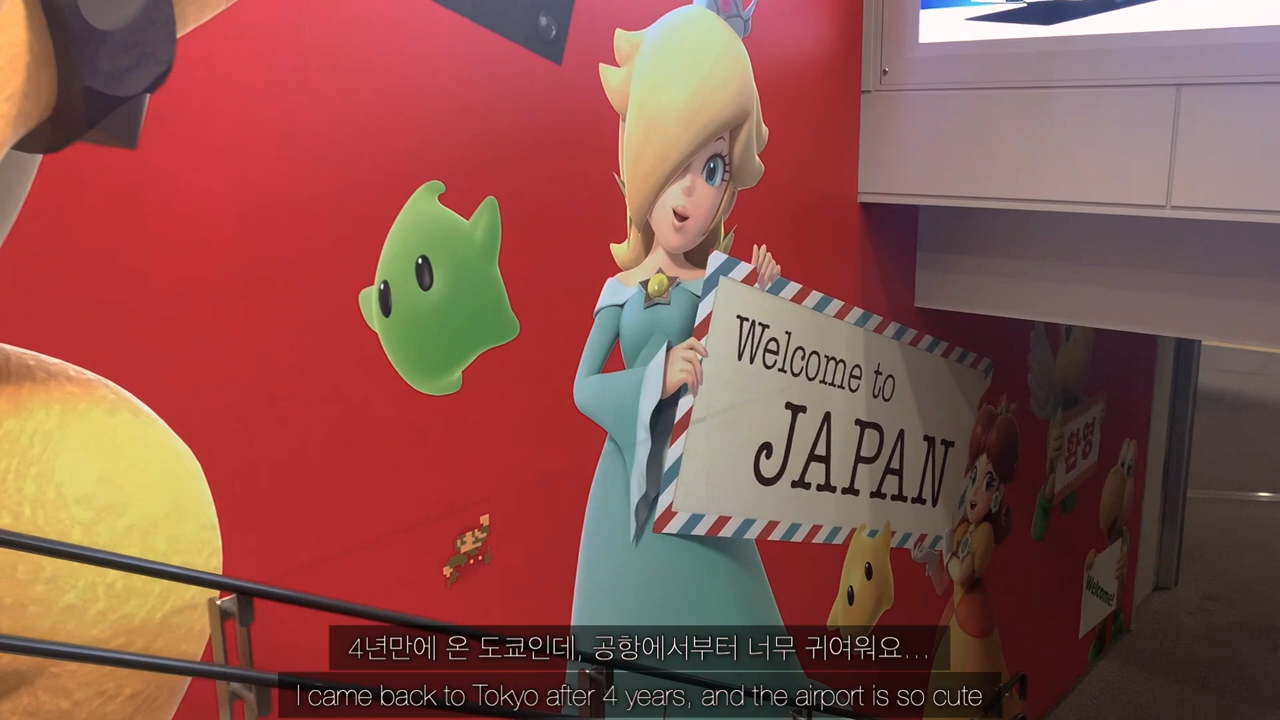 Welcome to
JAPAN
환영
Welcome!
4년만에 온 도쿄인데, 공항에서부터 너무 귀여워요...
I came back to Tokyo after 4 years, and the airport is so cute